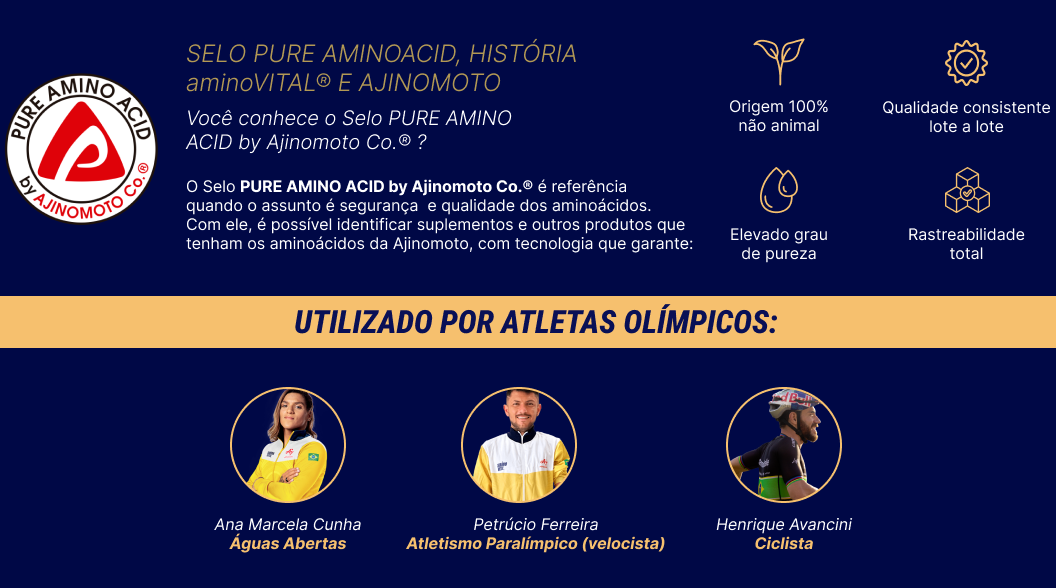 PURE AMINO ACID
by AJINOMOTO Co.®
SELO PURE AMINOACID, HISTÓRIA
aminoVITAL® E AJINOMOTO
Você conhece o Selo PURE AMINO
ACID by Ajinomoto Co.® ?
O Selo PURE AMINO ACID by Ajinomoto Co.® é referência
quando o assunto é segurança e qualidade dos aminoácidos.
Com ele, é possível identificar suplementos e outros produtos que
tenham os aminoácidos da Ajinomoto, com tecnologia que garante:
Origem 100%
não animal
Qualidade consistente
lote a lote
Elevado grau
de pureza
Rastreabilidade
total
UTILIZADO POR ATLETAS OLÍMPICOS:
Ana Marcela Cunha
Águas Abertas
Petrúcio Ferreira
Atletismo Paralímpico (velocista)
Henrique Avancini
Ciclista